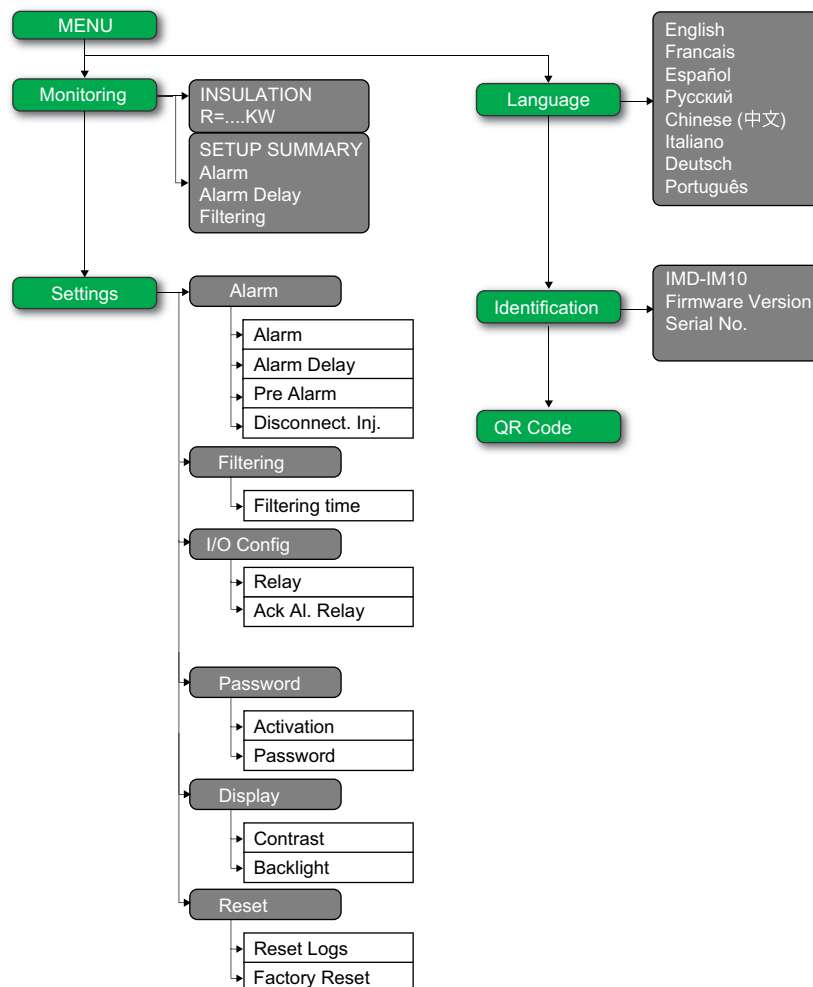 MENU
Monitoring
INSULATION
R=....KW
SETUP SUMMARY
Alarm
Alarm Delay
Filtering
Settings
Alarm
Alarm
Alarm Delay
Pre Alarm
Disconnect. Inj.
Filtering
Filtering time
I/O Config
Relay
Ack Al. Relay
Password
Activation
Password
Display
Contrast
Backlight
Reset
Reset Logs
Factory Reset
Language
English
Francais
Español
Русский
Chinese (中文)
Italiano
Deutsch
Português
Identification
IMD-IM10
Firmware Version
Serial No.
QR Code